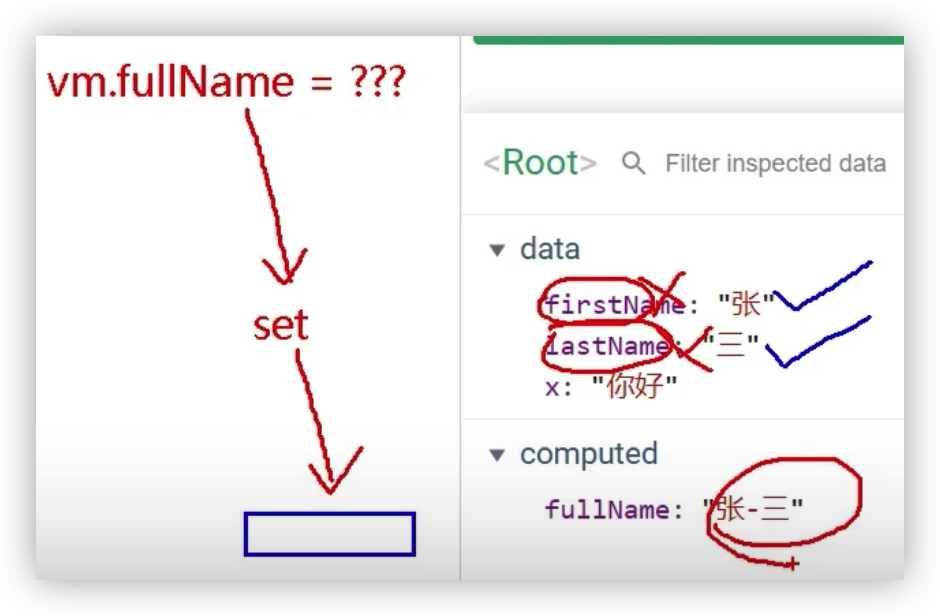 vm.fullName = ???
set
<Root> Filter inspected data
data
firstName: "张"
lastName: "三"
x: "你好"
computed
fullName: "张-三"